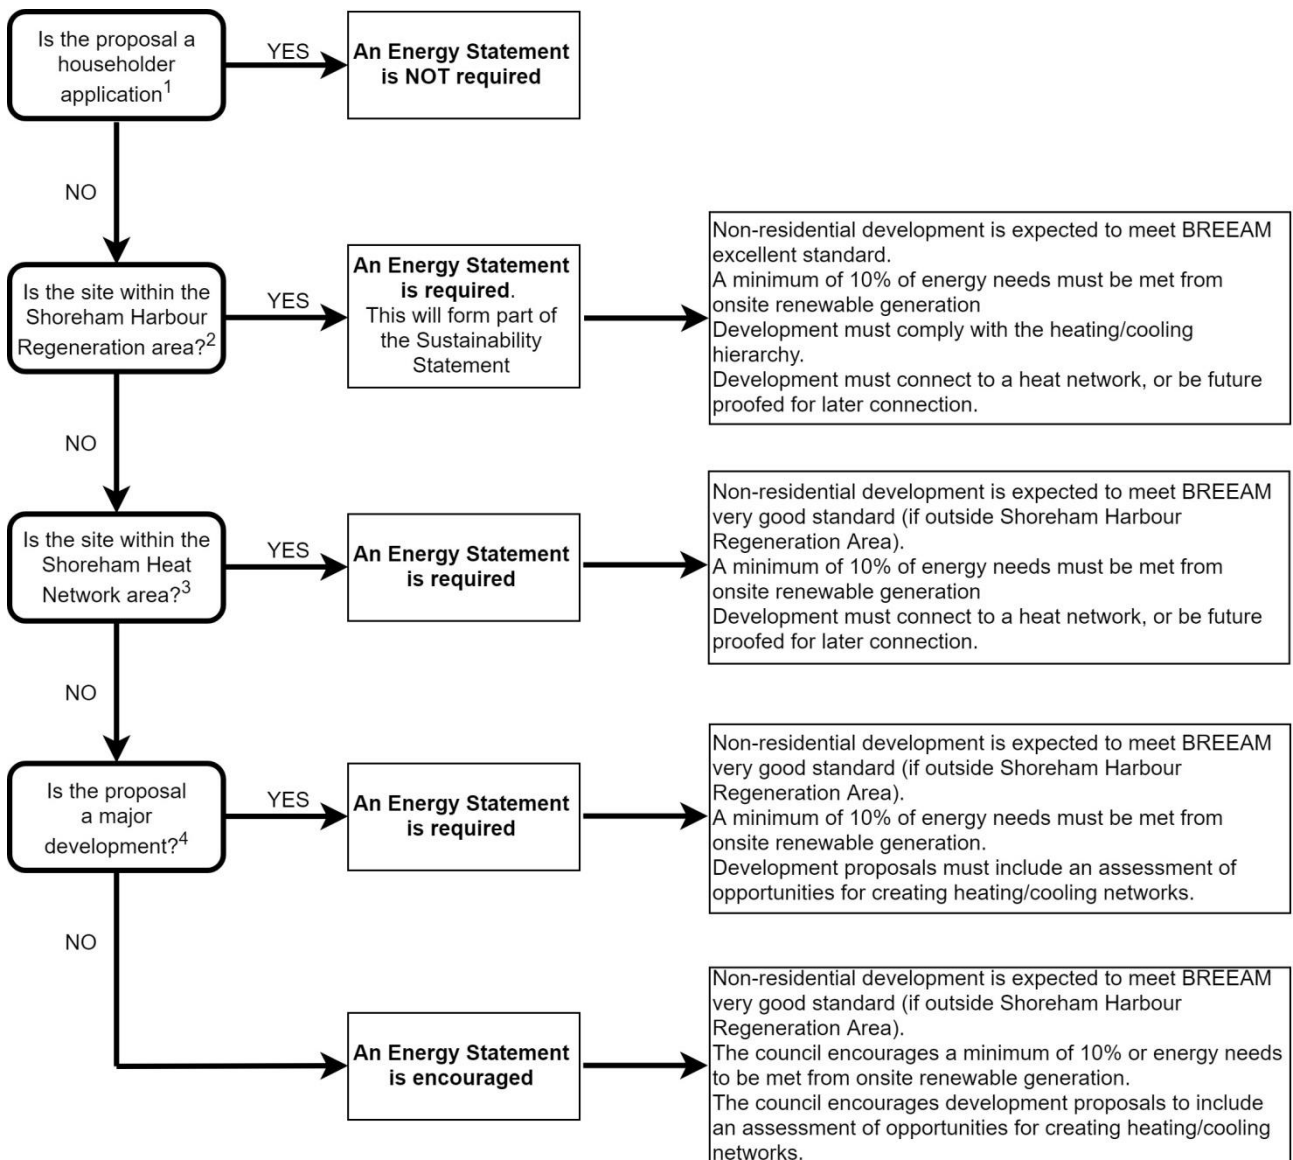 Is the proposal a
householder
application1
YES
An Energy Statement
is NOT required
NO
Is the site within the
Shoreham Harbour
Regeneration area?2
YES
An Energy Statement
is required.
This will form part of
the Sustainability
Statement
Non-residential development is expected to meet BREEAM
excellent standard.
A minimum of 10% of energy needs must be met from
onsite renewable generation
Development must comply with the heating/cooling
hierarchy.
Development must connect to a heat network, or be future
proofed for later connection.
NO
Is the site within the
Shoreham Heat
Network area?3
YES
An Energy Statement
is required
Non-residential development is expected to meet BREEAM
very good standard (if outside Shoreham Harbour
Regeneration Area).
A minimum of 10% of energy needs must be met from
onsite renewable generation
Development must connect to a heat network, or be future
proofed for later connection.
NO
Is the proposal
a major
development?4
YES
An Energy Statement
is required
Non-residential development is expected to meet BREEAM
very good standard (if outside Shoreham Harbour
Regeneration Area).
A minimum of 10% of energy needs must be met from
onsite renewable generation.
Development proposals must include an assessment of
opportunities for creating heating/cooling networks.
NO
An Energy Statement
is encouraged
Non-residential development is expected to meet BREEAM
very good standard (if outside Shoreham Harbour
Regeneration Area).
The council encourages a minimum of 10% or energy needs
to be met from onsite renewable generation.
The council encourages development proposals to include
an assessment of opportunities for creating heating/cooling
networks.